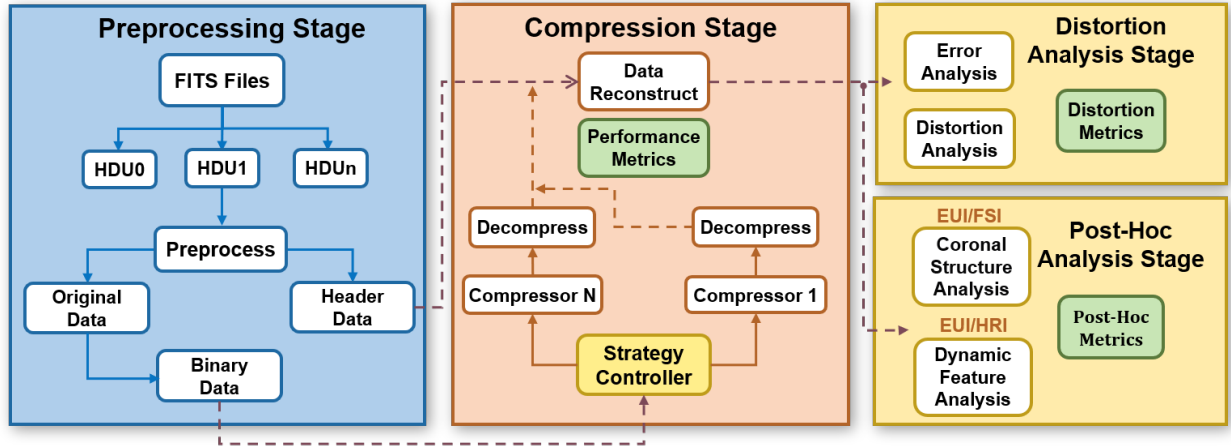 Preprocessing Stage
FITS Files
HDU0
HDU1
HDUn
Preprocess
Original
Data
Header
Data
Binary
Data
Compression Stage
Data
Reconstruct
Performance
Metrics
Decompress
Decompress
Compressor N
Compressor 1
Strategy
Controller
Distortion
Analysis Stage
Error
Analysis
Distortion
Analysis
Distortion
Metrics
Post-Hoc
Analysis Stage
EUI/FSI
Coronal
Structure
Analysis
EUI/HRI
Dynamic
Feature
Analysis
Post-Hoc
Metrics